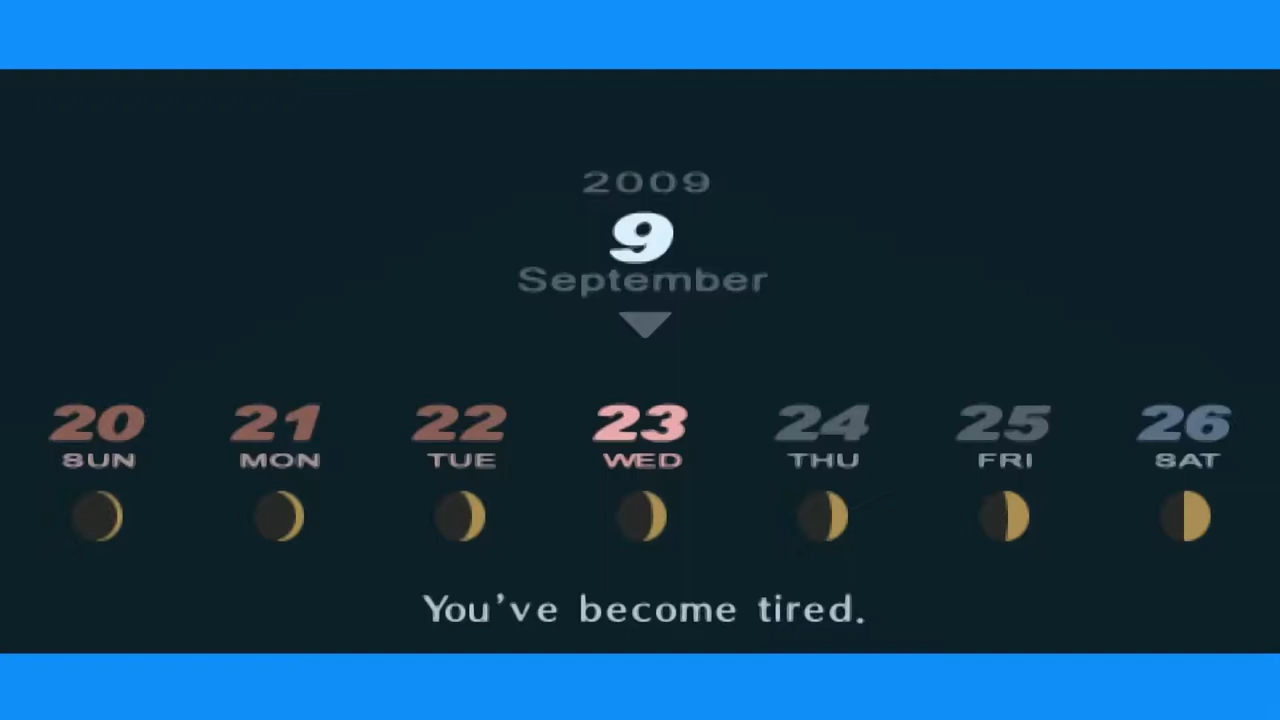 2009
9
September
20 21 22 23 24 25 26
SUN MON TUE WED THU FRI SAT
You've become tired.